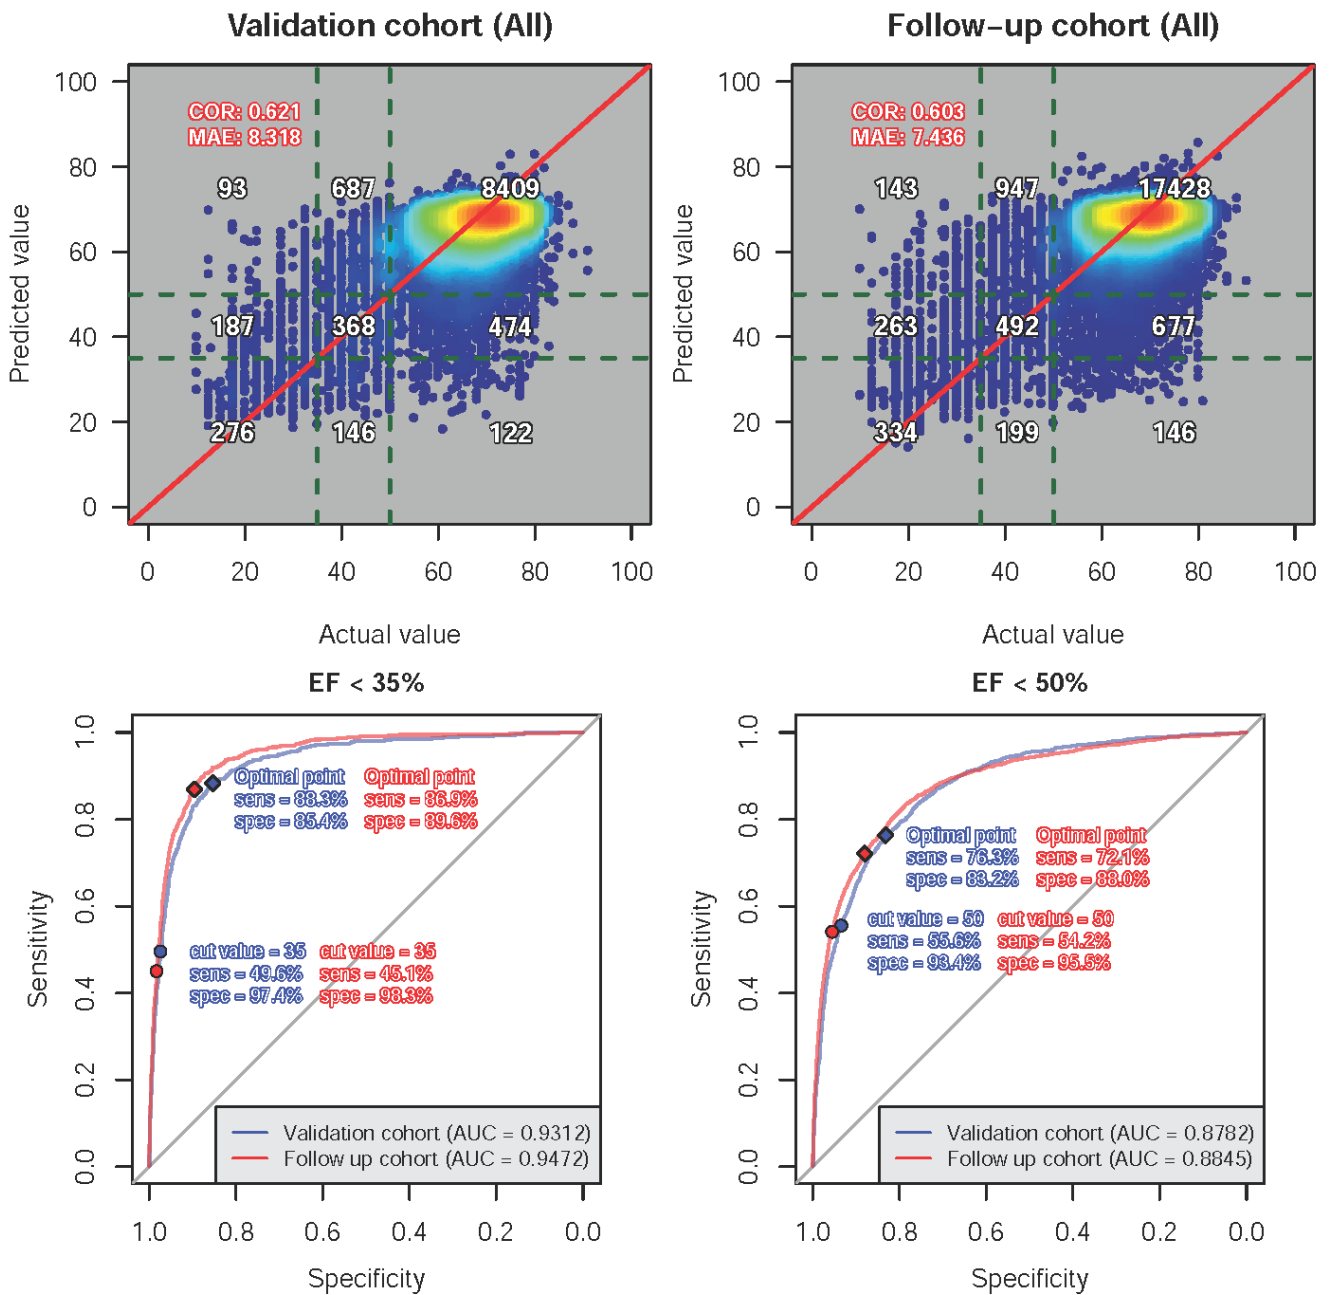 Validation cohort (All)
Follow-up cohort (All)
COR: 0.621
MAE: 8.318
93
687
8409
187
368
474
276
146
122
100
80
60
40
20
0
0
20
40
60
80
100
Predicted value
Actual value
COR: 0.603
MAE: 7.436
143
947
17428
263
492
677
334
199
146
100
80
60
40
20
0
0
20
40
60
80
100
Predicted value
Actual value
EF < 35%
Optimal point
sens = 88.3%
spec = 85.4%
Optimal point
sens = 86.9%
spec = 89.6%
cut value = 35
sens = 49.6%
spec = 97.4%
cut value = 35
sens = 45.1%
spec = 98.3%
Validation cohort (AUC = 0.9312)
Follow up cohort (AUC = 0.9472)
1.0
0.8
0.6
0.4
0.2
0.0
1.0
0.8
0.6
0.4
0.2
0.0
Sensitivity
Specificity
EF < 50%
Optimal point
sens = 76.3%
spec = 83.2%
Optimal point
sens = 72.1%
spec = 88.0%
cut value = 50
sens = 55.6%
spec = 93.4%
cut value = 50
sens = 54.2%
spec = 95.5%
Validation cohort (AUC = 0.8782)
Follow up cohort (AUC = 0.8845)
1.0
0.8
0.6
0.4
0.2
0.0
1.0
0.8
0.6
0.4
0.2
0.0
Sensitivity
Specificity